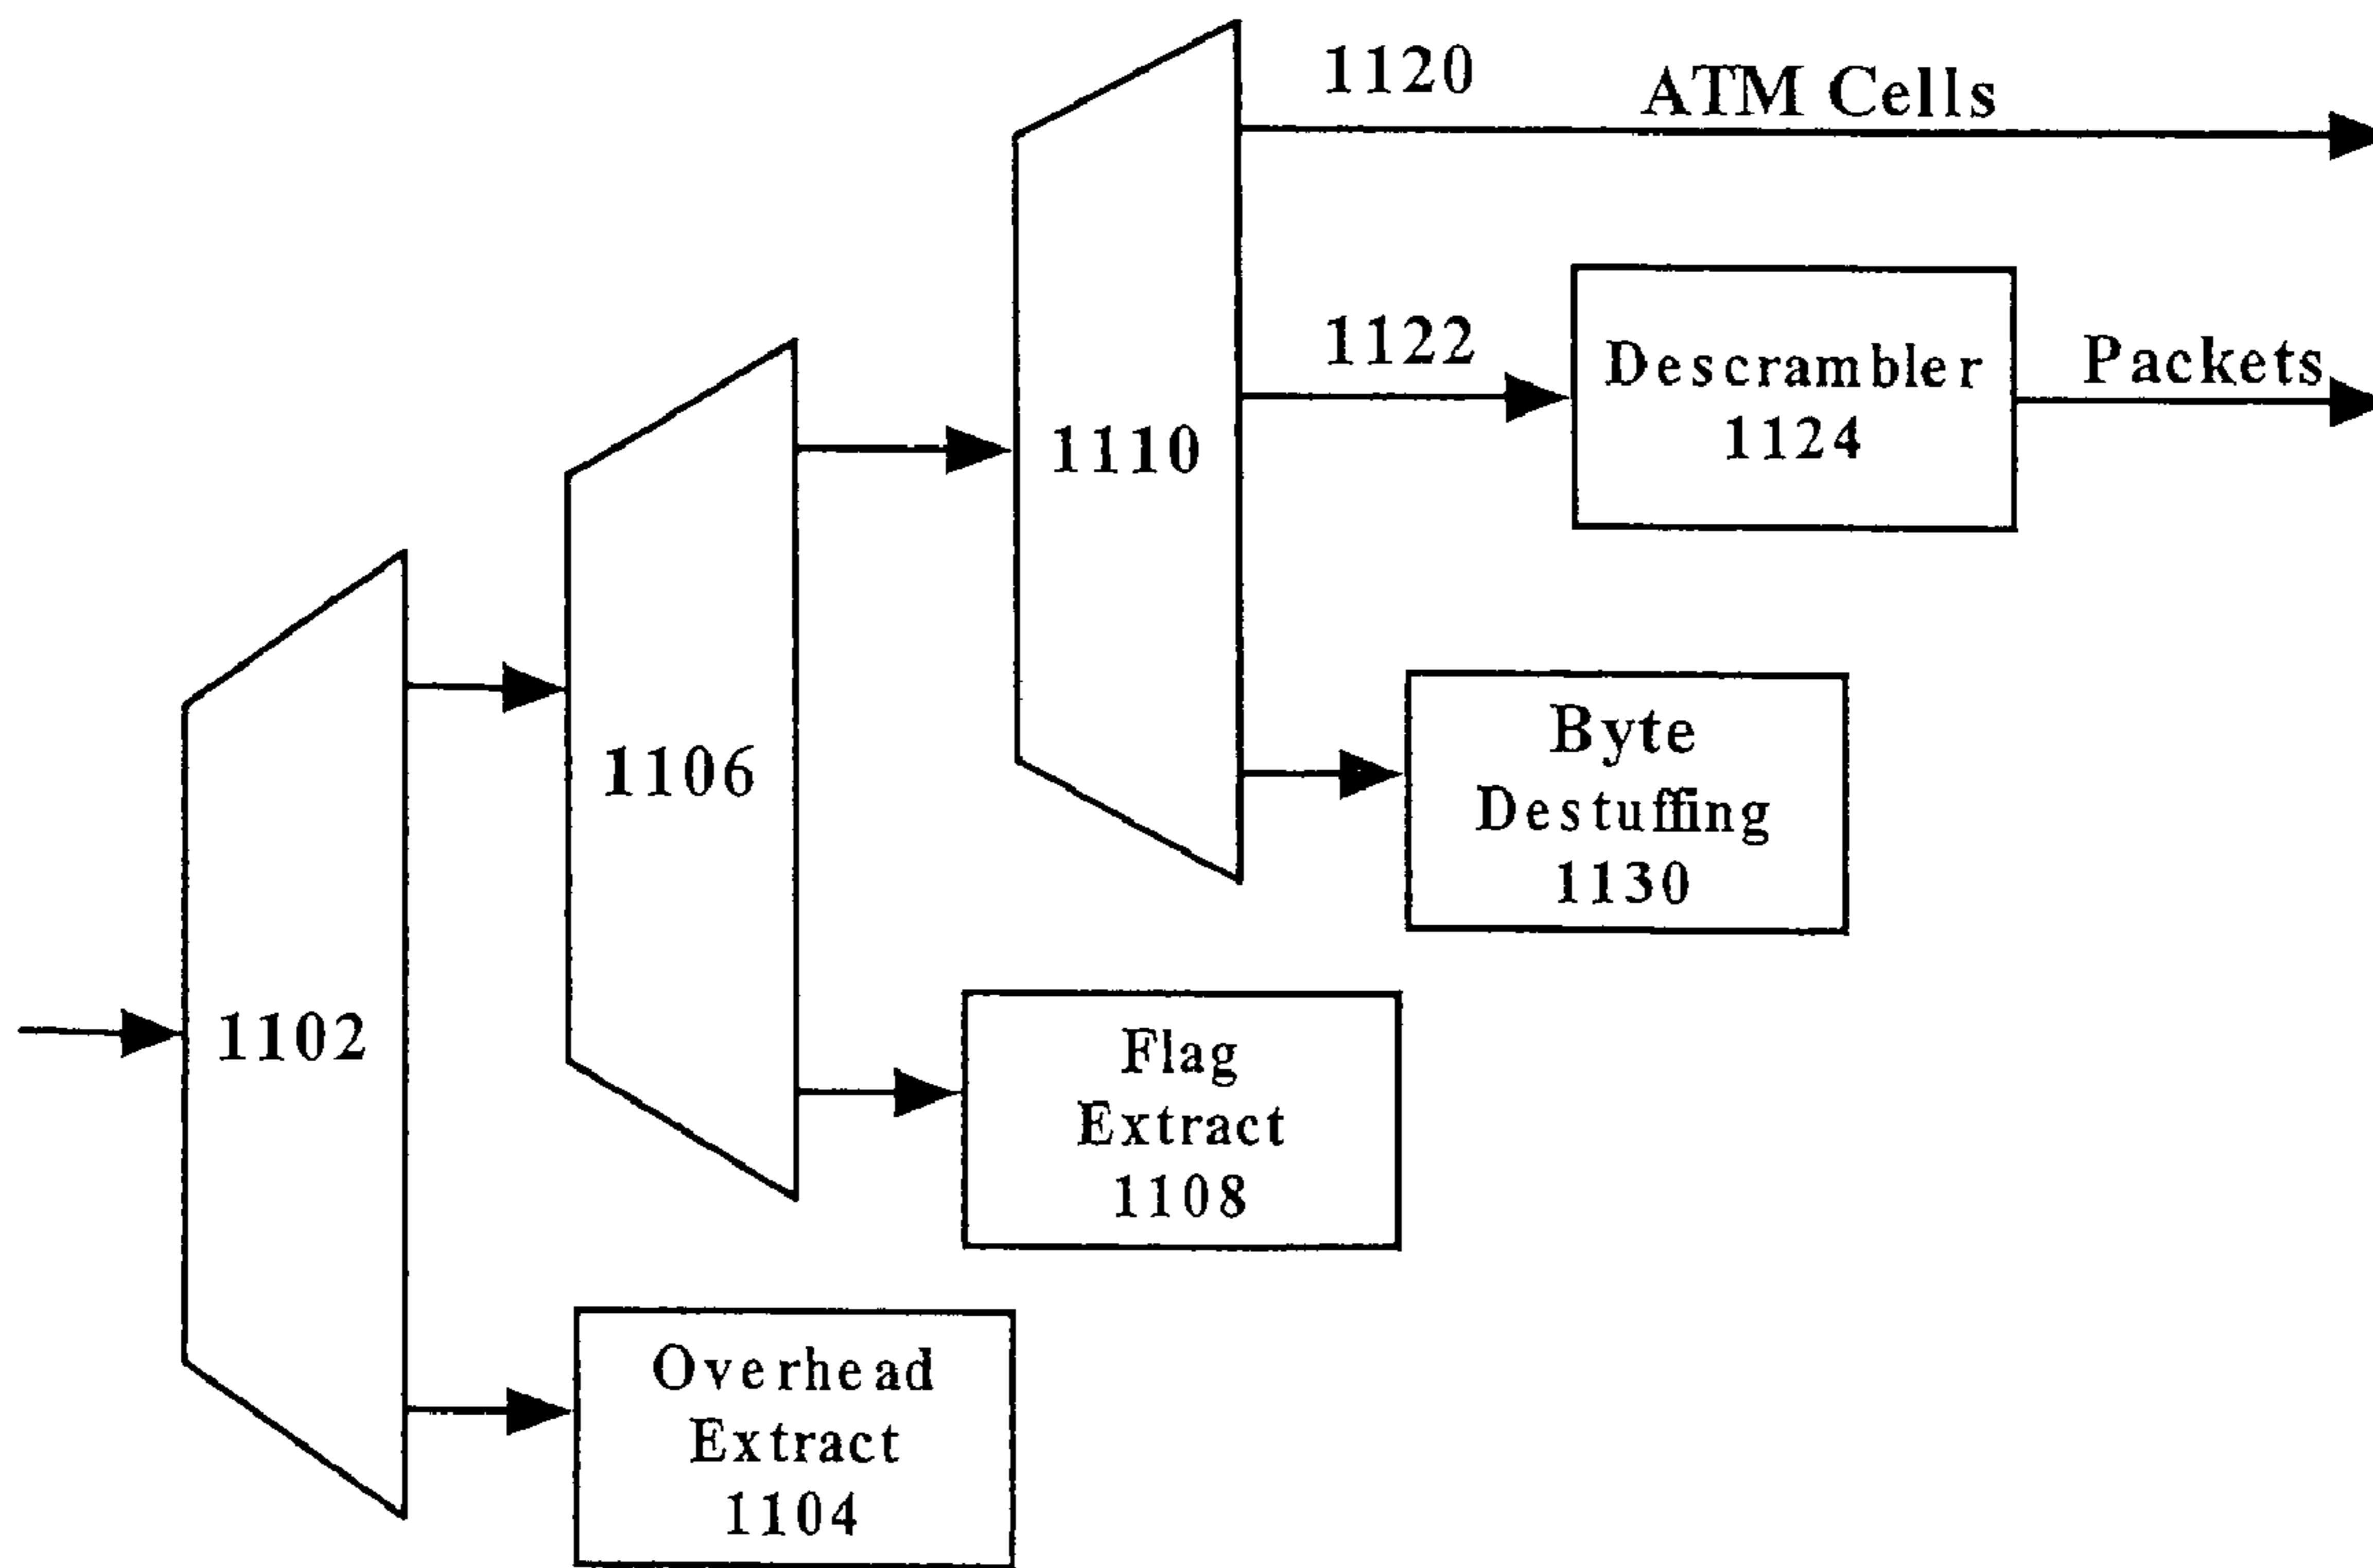 1120
ATM Cells
1122
Descrambler
1124
Packets
1110
1106
Byte
Destuffing
1130
1102
Flag
Extract
1108
Overhead
Extract
1104